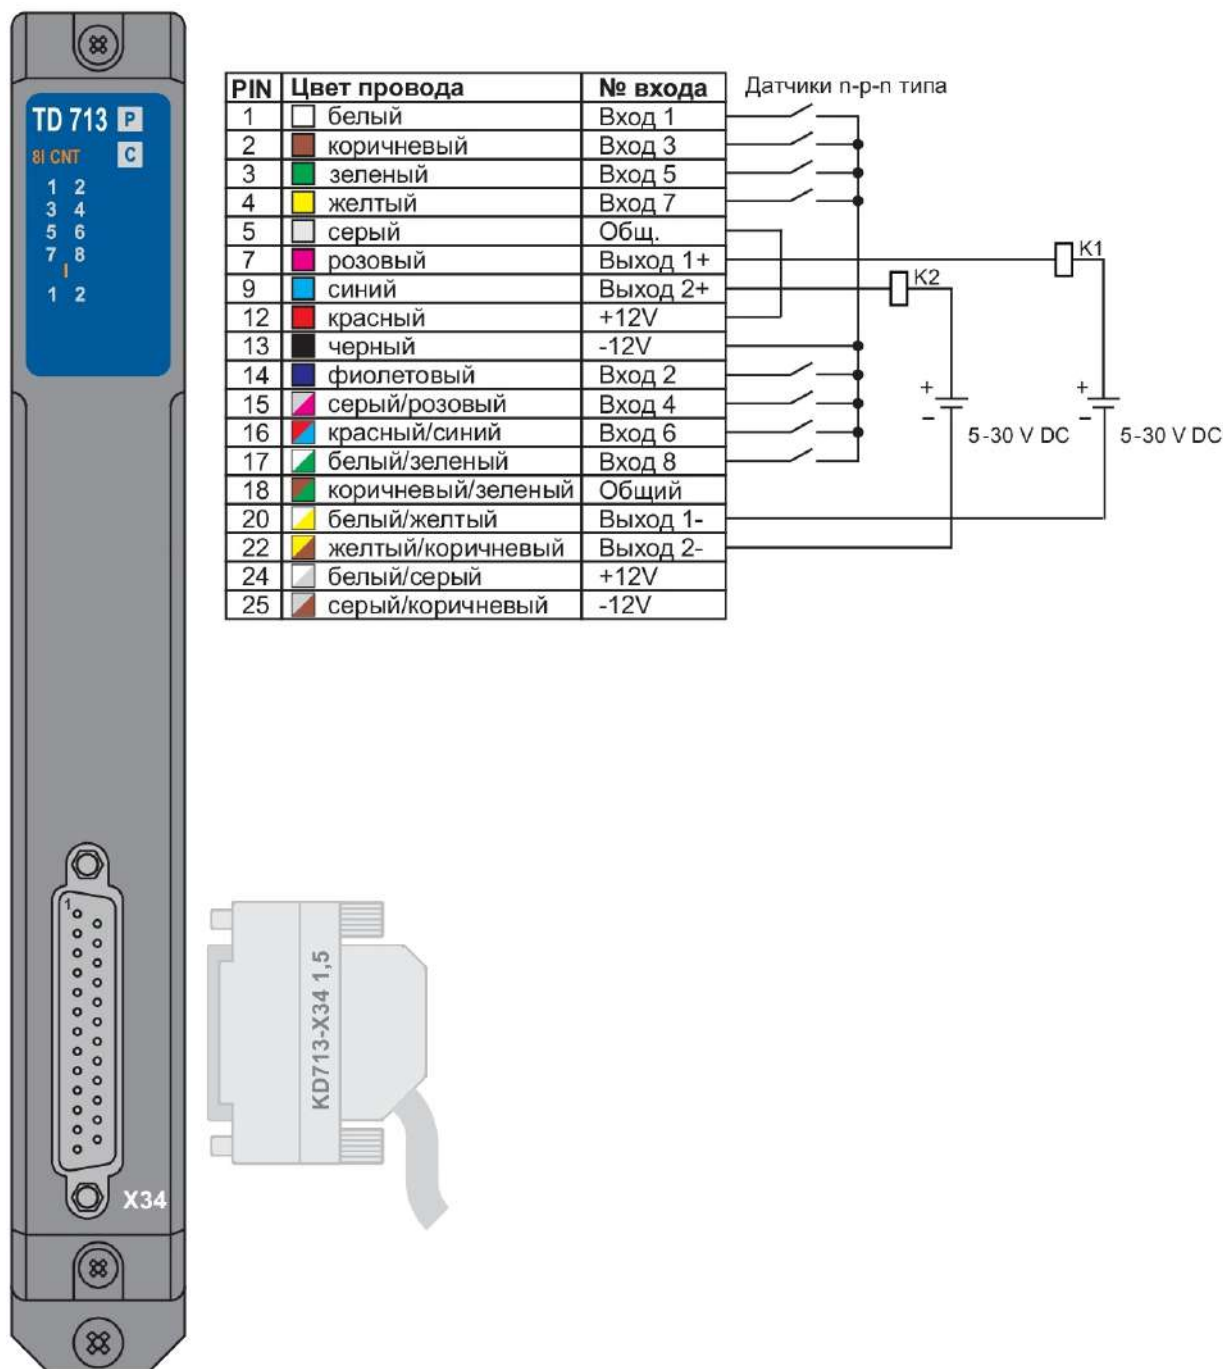 TD 713 P
8I CNT C
1 2
3 4
5 6
7 8
I
1 2
PIN Цвет провода № входа
Датчики n-p-n типа
1 белый Вход 1
2 коричневый Вход 3
3 зеленый Вход 5
4 желтый Вход 7
5 серый Общ.
7 розовый Выход 1+
K1
9 синий Выход 2+
K2
12 красный +12V
13 черный -12V
14 фиолетовый Вход 2
15 серый/розовый Вход 4
16 красный/синий Вход 6
17 белый/зеленый Вход 8
18 коричневый/зеленый Общий
20 белый/желтый Выход 1-
22 желтый/коричневый Выход 2-
24 белый/серый +12V
25 серый/коричневый -12V
+ +
– –
5-30 V DC 5-30 V DC
1
KD713-X34 1,5
X34